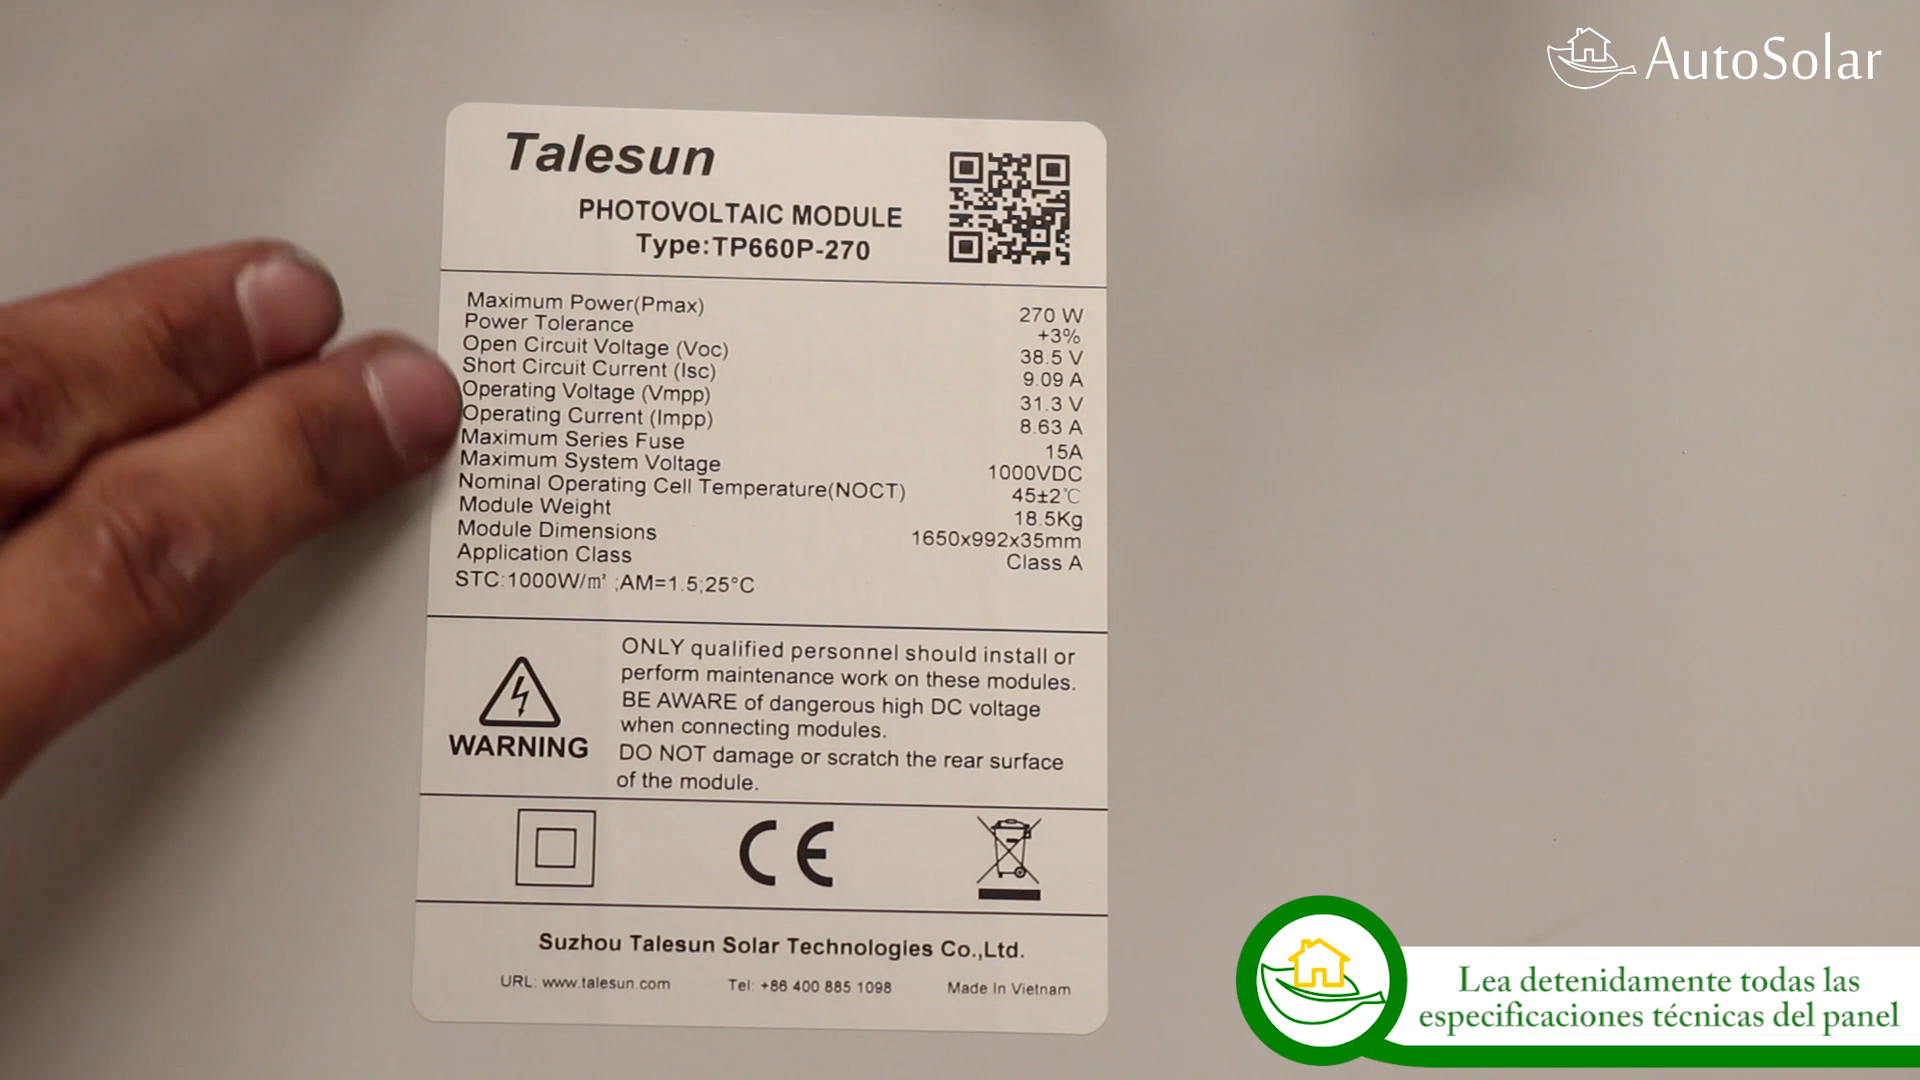 AutoSolar
Talesun
PHOTOVOLTAIC MODULE
Type:TP660P-270
Maximum Power(Pmax) 270 W
Power Tolerance +3%
Open Circuit Voltage (Voc) 38.5 V
Short Circuit Current (Isc) 9.09 A
Operating Voltage (Vmpp) 31.3 V
Operating Current (Impp) 8.63 A
Maximum Series Fuse 15A
Maximum System Voltage 1000VDC
Nominal Operating Cell Temperature(NOCT) 45±2℃
Module Weight 18.5Kg
Module Dimensions 1650x992x35mm
Application Class Class A
STC:1000W/m² ;AM=1.5;25°C
WARNING
ONLY qualified personnel should install or
perform maintenance work on these modules.
BE AWARE of dangerous high DC voltage
when connecting modules.
DO NOT damage or scratch the rear surface
of the module.
CE
Suzhou Talesun Solar Technologies Co.,Ltd.
URL: www.talesun.com Tel: +86 400 885 1098 Made In Vietnam
Lea detenidamente todas las
especificaciones técnicas del panel